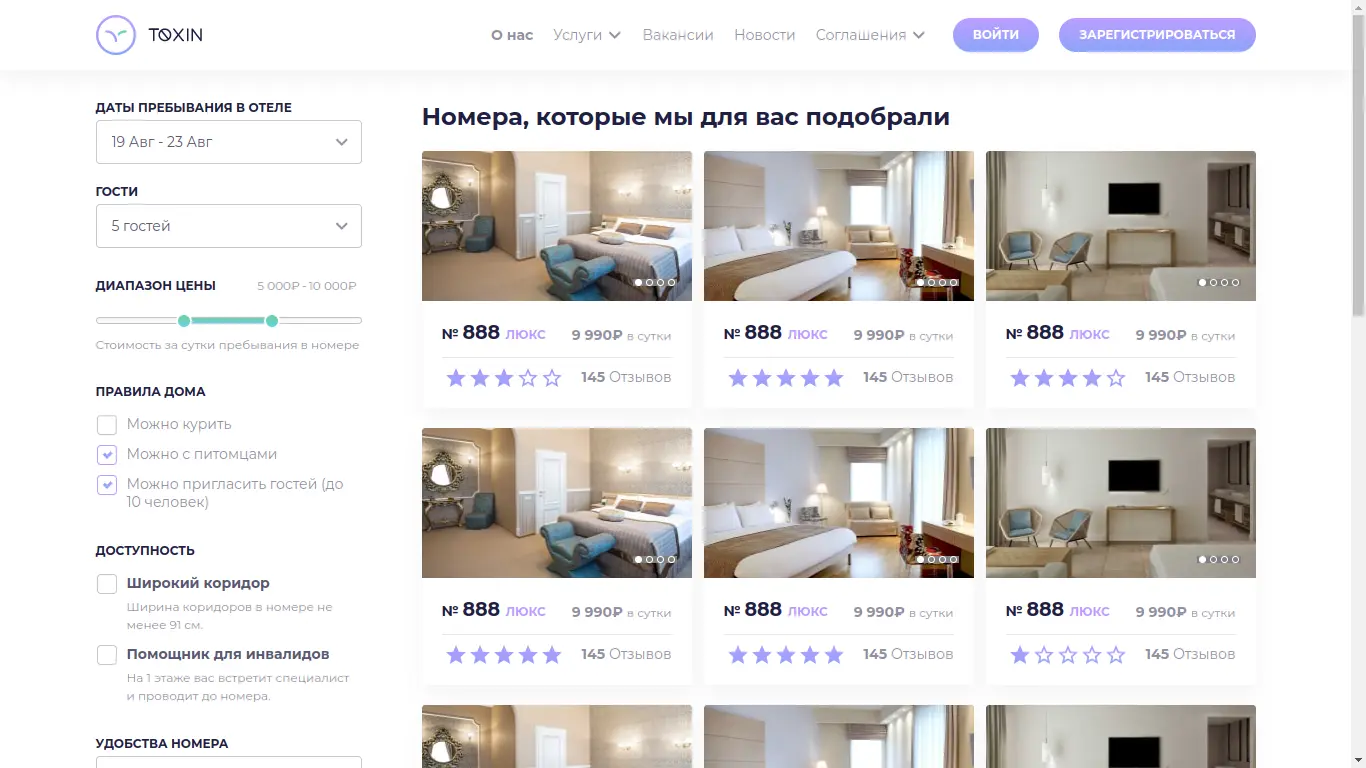 TOXIN
О нас
Услуги
Вакансии
Новости
Соглашения
ВОЙТИ
ЗАРЕГИСТРИРОВАТЬСЯ
ДАТЫ ПРЕБЫВАНИЯ В ОТЕЛЕ
19 Авг - 23 Авг
ГОСТИ
5 гостей
ДИАПАЗОН ЦЕНЫ
5 000₽ - 10 000₽
Стоимость за сутки пребывания в номере
ПРАВИЛА ДОМА
Можно курить
Можно с питомцами
Можно пригласить гостей (до
10 человек)
ДОСТУПНОСТЬ
Широкий коридор
Ширина коридоров в номере не
менее 91 см.
Помощник для инвалидов
На 1 этаже вас встретит специалист
и проводит до номера.
УДОБСТВА НОМЕРА
Номера, которые мы для вас подобрали
№ 888 ЛЮКС 9 990₽ в сутки
145 Отзывов
№ 888 ЛЮКС 9 990₽ в сутки
145 Отзывов
№ 888 ЛЮКС 9 990₽ в сутки
145 Отзывов
№ 888 ЛЮКС 9 990₽ в сутки
145 Отзывов
№ 888 ЛЮКС 9 990₽ в сутки
145 Отзывов
№ 888 ЛЮКС 9 990₽ в сутки
145 Отзывов